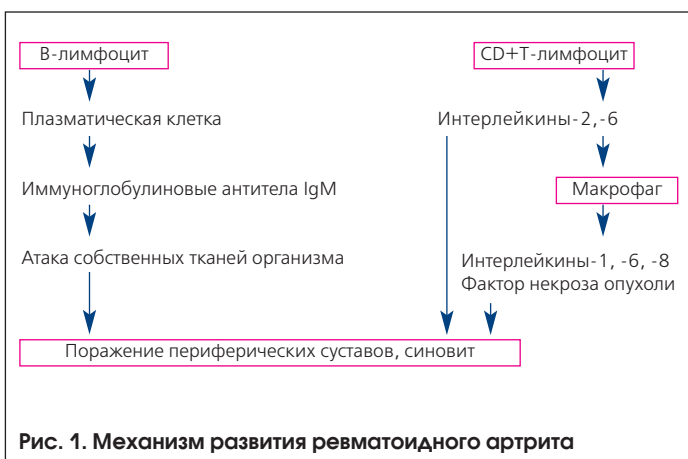 В-лимфоцит
CD+Т-лимфоцит
Плазматическая клетка
Интерлейкины-2,-6
Иммуноглобулиновые антитела IgM
Макрофаг
Атака собственных тканей организма
Интерлейкины-1, -6, -8
Фактор некроза опухоли
Поражение периферических суставов, синовит
Рис. 1. Механизм развития ревматоидного артрита